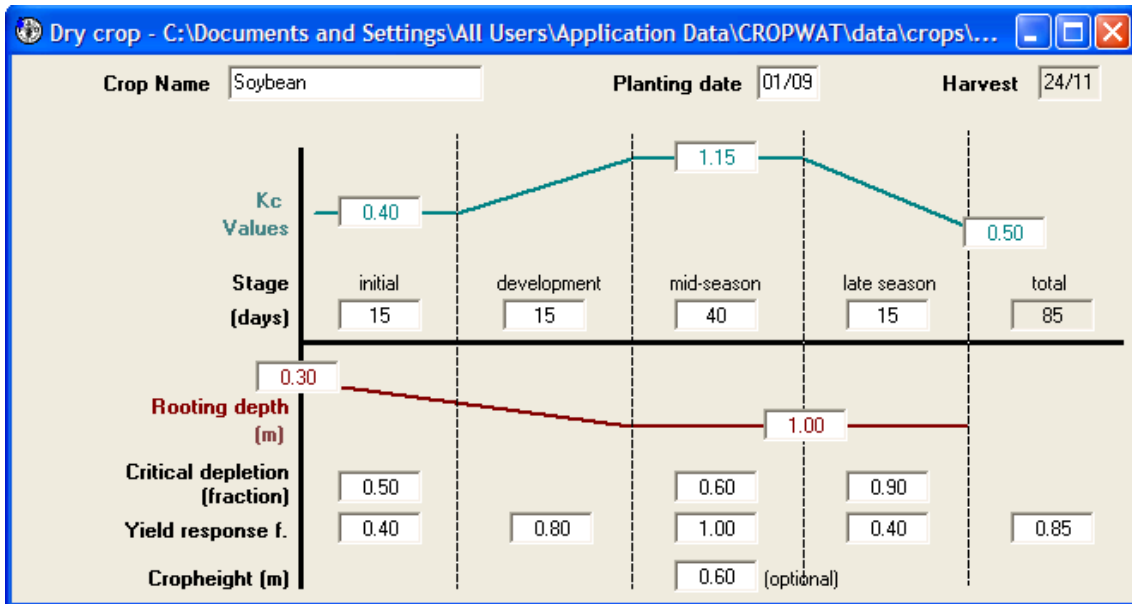 Dry crop - C:\Documents and Settings\All Users\Application Data\CROPWAT\data\crops\...
Crop Name Soybean Planting date 01/09 Harvest 24/11
1.15
Kc 0.40
Values 0.50
Stage initial development mid-season late season total
(days) 15 15 40 15 85
0.30
Rooting depth 1.00
(m)
Critical depletion
(fraction) 0.50 0.60 0.90
Yield response f. 0.40 0.80 1.00 0.40 0.85
Cropheight (m) 0.60 (optional)